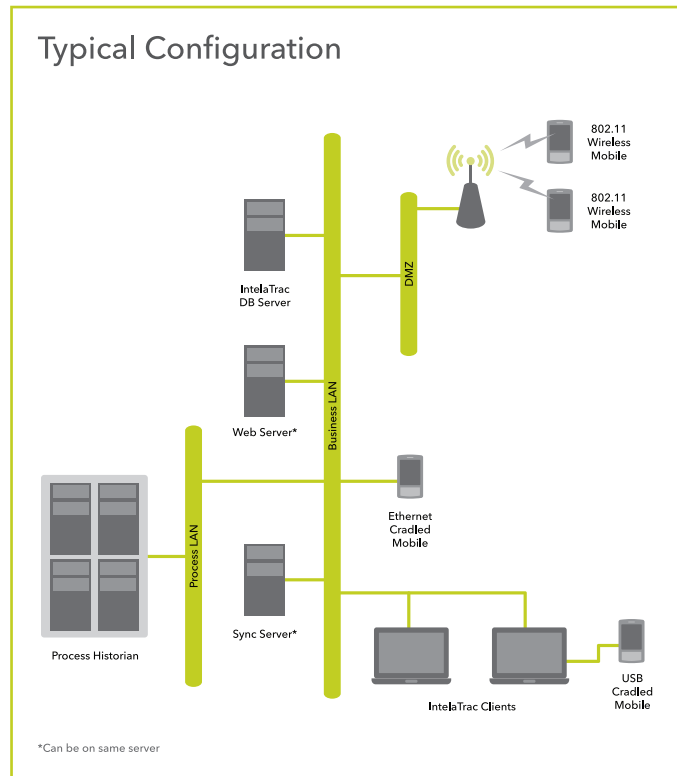 Typical Configuration
802.11
Wireless
Mobile
802.11
Wireless
Mobile
IntelaTrac
DB Server
DMZ
Business LAN
Web Server*
Ethernet
Cradled
Mobile
Process LAN
Sync Server*
Process Historian
IntelaTrac Clients
USB
Cradled
Mobile
*Can be on same server